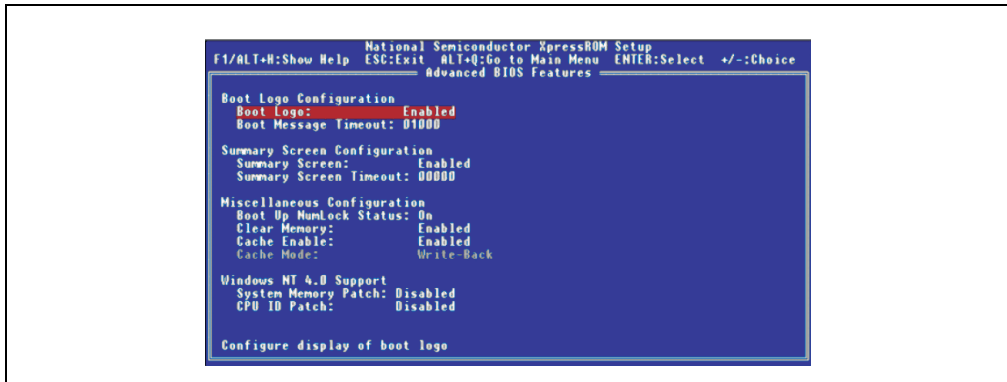 National Semiconductor XpressROM Setup
F1/ALT+H:Show Help ESC:Exit ALT+Q:Go to Main Menu ENTER:Select +/-:Choice
Advanced BIOS Features
Boot Logo Configuration
Boot Logo: Enabled
Boot Message Timeout: 01000
Summary Screen Configuration
Summary Screen: Enabled
Summary Screen Timeout: 00000
Miscellaneous Configuration
Boot Up NumLock Status: On
Clear Memory: Enabled
Cache Enable: Enabled
Cache Mode: Write-Back
Windows NT 4.0 Support
System Memory Patch: Disabled
CPU ID Patch: Disabled
Configure display of boot logo